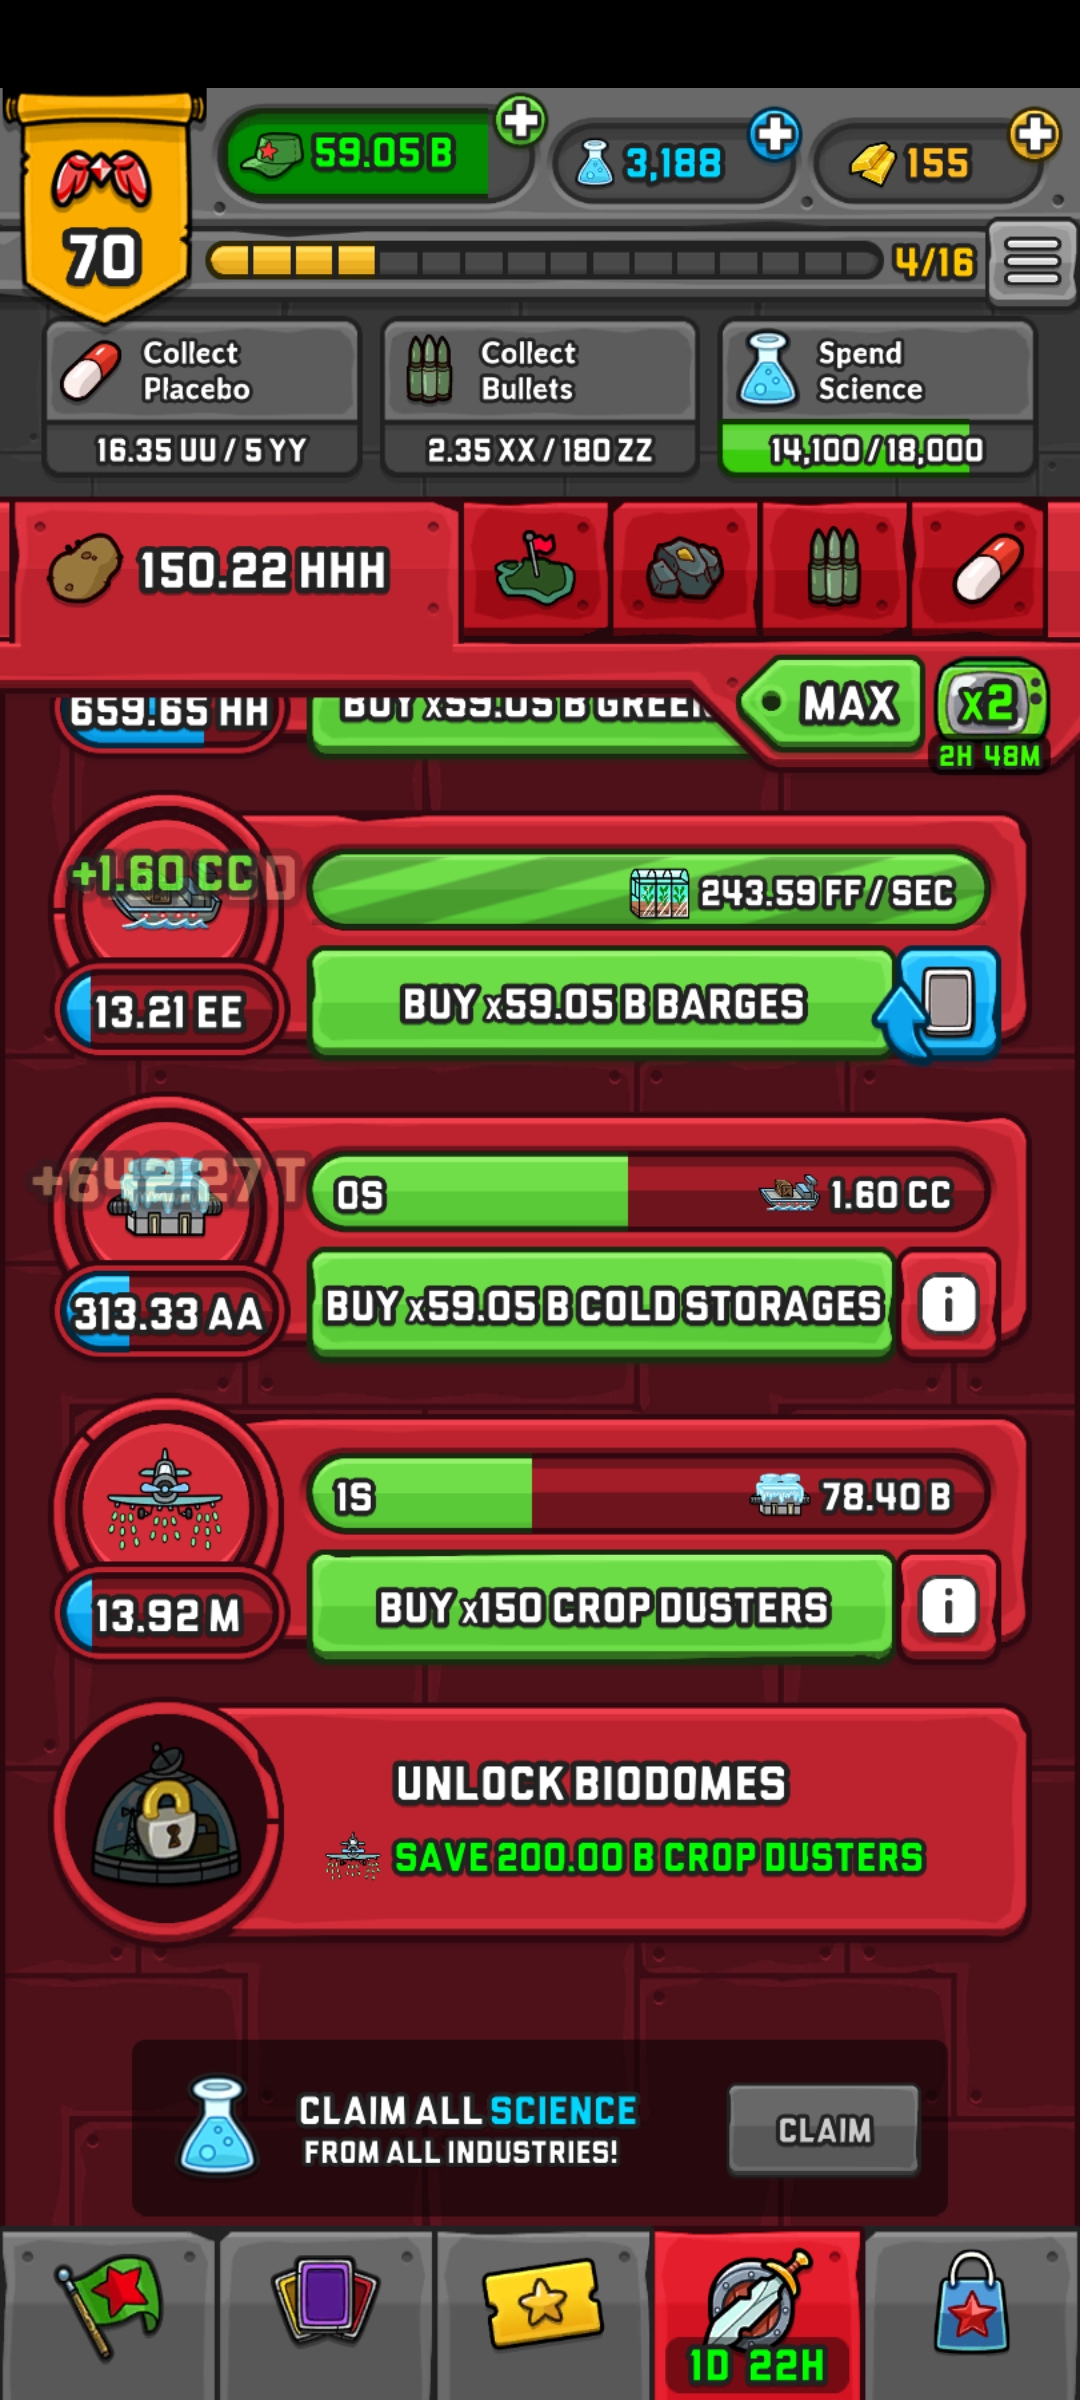 70
59.05 B
3,188
155
4/16
Collect
Placebo
16.35 UU / 5 YY
Collect
Bullets
2.35 XX / 180 ZZ
Spend
Science
14,100 / 18,000
150.22 HHH
MAX
x2
2H 48M
659.65 HH
BUY x59.05 B
+1.60 CC
243.59 FF / SEC
13.21 EE
BUY x59.05 B BARGES
+642.27 T
0S
1.60 CC
313.33 AA
BUY x59.05 B COLD STORAGES
i
1S
78.40 B
13.92 M
BUY x150 CROP DUSTERS
i
UNLOCK BIODOMES
SAVE 200.00 B CROP DUSTERS
CLAIM ALL SCIENCE
FROM ALL INDUSTRIES!
CLAIM
1D 22H